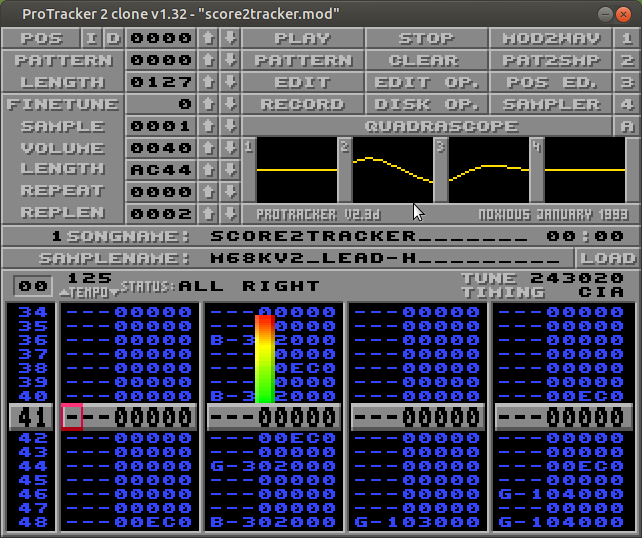 ProTracker 2 clone v1.32 - "score2tracker.mod"
POS I D 0000 PLAY STOP MOD2WAV 1
PATTERN 0000 PATTERN CLEAR PAT2SMP 2
LENGTH 0127 EDIT EDIT OP. POS ED. 3
FINETUNE 0 RECORD DISK OP. SAMPLER 4
SAMPLE 0001 QUADRASCOPE A
VOLUME 0040 1 2 3 4
LENGTH AC44
REPEAT 0000
REPLEN 0002 PROTRACKER V2.3d NOXIOUS JANUARY 1993
1 SONGNAME: SCORE2TRACKER_______ 00:00
SAMPLENAME: H68KV2_LEAD-H_________ LOAD
00 125 TEMPO STATUS: ALL RIGHT TUNE 243020
TIMING CIA
34 ---00000 ---00000 ---00000 ---00000
35 ---00000 ---00000 ---00000 ---00000
36 ---00000 B-302000 ---00000 ---00000
37 ---00000 ---00000 ---00000 ---00000
38 ---00000 ---00EC0 ---00000 ---00000
39 ---00000 ---00000 ---00000 ---00000
40 ---00000 B-302000 ---00000 ---00EC0
41 ---00000 ---00000 ---00000 ---00000
42 ---00000 ---00EC0 ---00000 ---00000
43 ---00000 ---00000 ---00000 ---00000
44 ---00000 G-302000 ---00000 ---00EC0
45 ---00000 ---00000 ---00000 ---00000
46 ---00000 ---00000 ---00000 G-104000
47 ---00000 ---00000 ---00000 ---00000
48 ---00EC0 B-302000 G-103000 G-104000